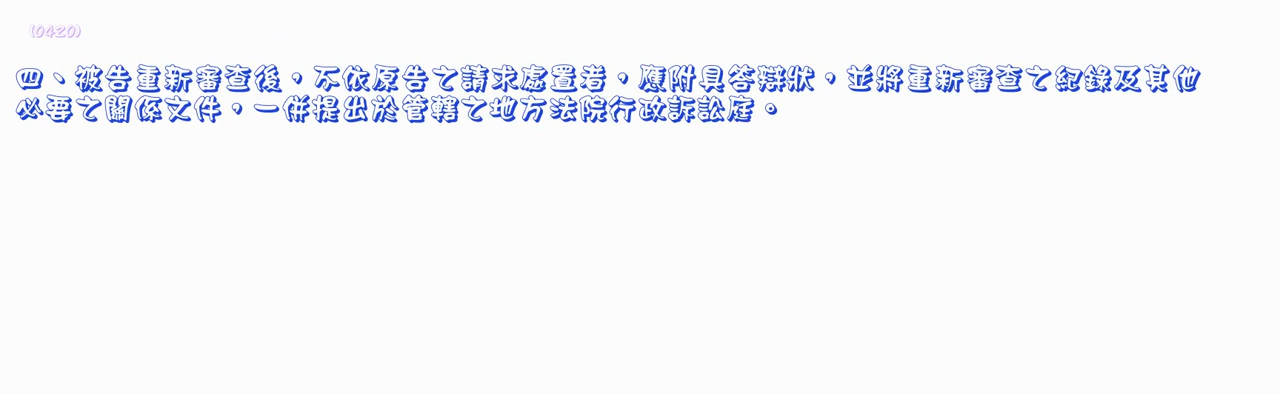 (0420)
四、被告重新審查後，不依原告之請求處置者，應附具答辯狀，並將重新審查之紀錄及其他
必要之關係文件，一併提出於管轄之地方法院行政訴訟庭。